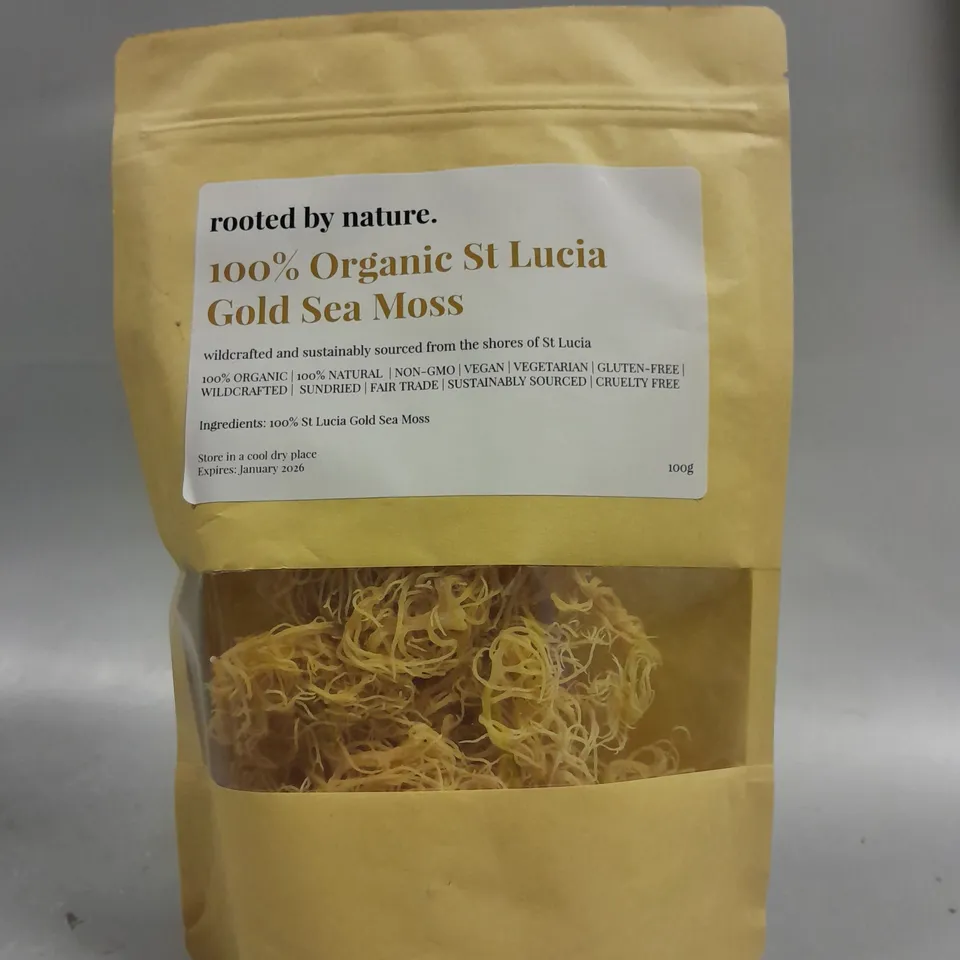 rooted by nature.
100% Organic St Lucia
Gold Sea Moss
wildcrafted and sustainably sourced from the shores of St Lucia
100% ORGANIC | 100% NATURAL | NON-GMO | VEGAN | VEGETARIAN | GLUTEN-FREE |
WILDCRAFTED | SUNDRIED | FAIR TRADE | SUSTAINABLY SOURCED | CRUELTY FREE
Ingredients: 100% St Lucia Gold Sea Moss
Store in a cool dry place
Expires: January 2026
100g